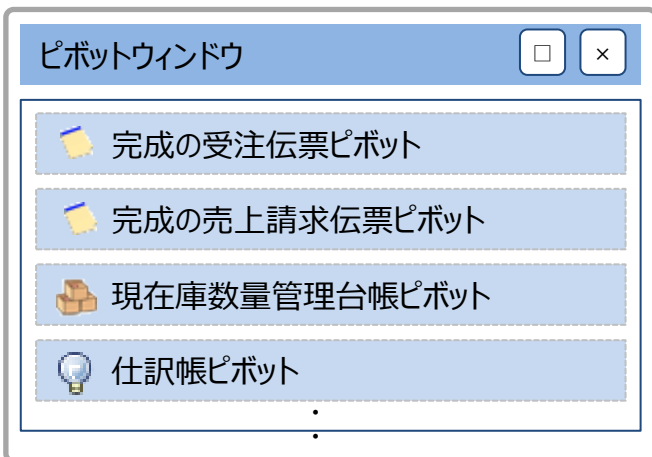 ピボットウィンドウ
完成の受注伝票ピボット
完成の売上請求伝票ピボット
現在庫数量管理台帳ピボット
仕訳帳ピボット